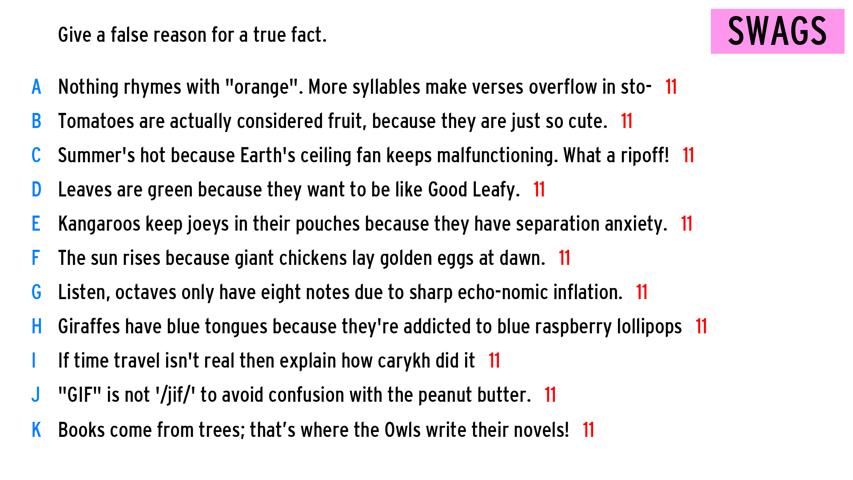 Give a false reason for a true fact.
SWAGS
A Nothing rhymes with "orange". More syllables make verses overflow in sto- 11
B Tomatoes are actually considered fruit, because they are just so cute. 11
C Summer's hot because Earth's ceiling fan keeps malfunctioning. What a ripoff! 11
D Leaves are green because they want to be like Good Leafy. 11
E Kangaroos keep joeys in their pouches because they have separation anxiety. 11
F The sun rises because giant chickens lay golden eggs at dawn. 11
G Listen, octaves only have eight notes due to sharp echo-nomic inflation. 11
H Giraffes have blue tongues because they're addicted to blue raspberry lollipops 11
I If time travel isn't real then explain how carykh did it 11
J "GIF" is not '/jif/' to avoid confusion with the peanut butter. 11
K Books come from trees; that’s where the Owls write their novels! 11